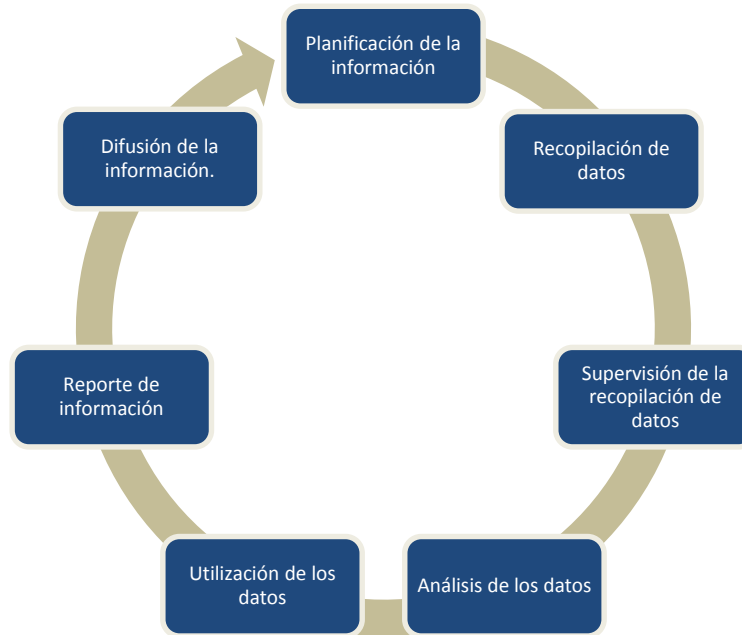 Planificación de la
información
Recopilación de
datos
Supervisión de la
recopilación de
datos
Análisis de los datos
Utilización de los
datos
Reporte de
información
Difusión de la
información.